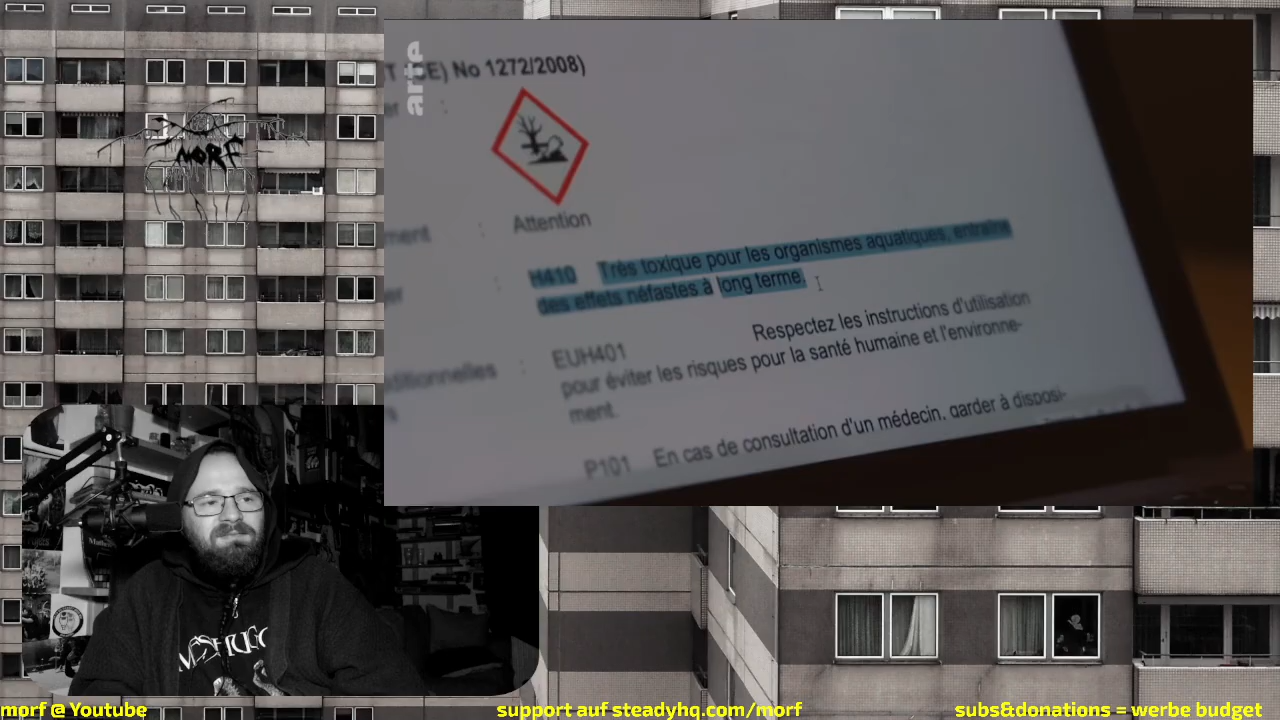 arte
No 1272/2008)
Attention
H410 Très toxique pour les organismes aquatiques, entraîne
des effets néfastes à long terme.
EUH401 Respectez les instructions d'utilisation
pour éviter les risques pour la santé humaine et l'environne-
ment.
P101 En cas de consultation d'un médecin, garder à disposi-
MORF
MESHUGG
morf @ Youtube
support auf steadyhq.com/morf
subs&donations = werbe budget